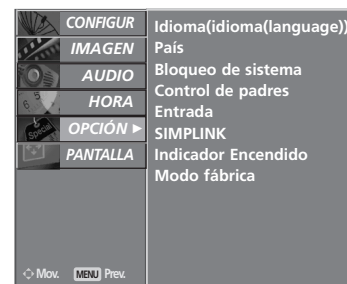 CONFIGUR
IMAGEN
AUDIO
HORA
OPCIÓN ►
PANTALLA
Mov. MENU Prev.
Idioma(idioma(language))
País
Bloqueo de sistema
Control de padres
Entrada
SIMPLINK
Indicador Encendido
Modo fábrica